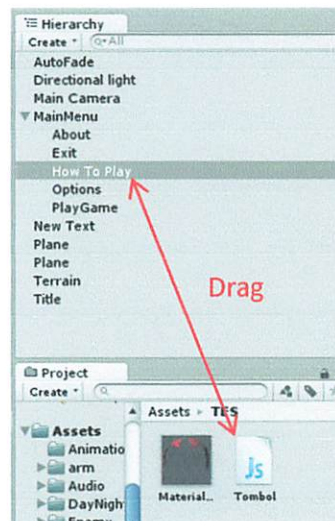 Hierarchy
Create All
AutoFade
Directional light
Main Camera
MainMenu
About
Exit
How To Play
Options
PlayGame
New Text
Plane
Plane
Terrain
Title
Drag
Project
Create
Assets TES
Assets
Animatio
arm
Audio
DayNigh
Enemy
Js
Material...
Tombol